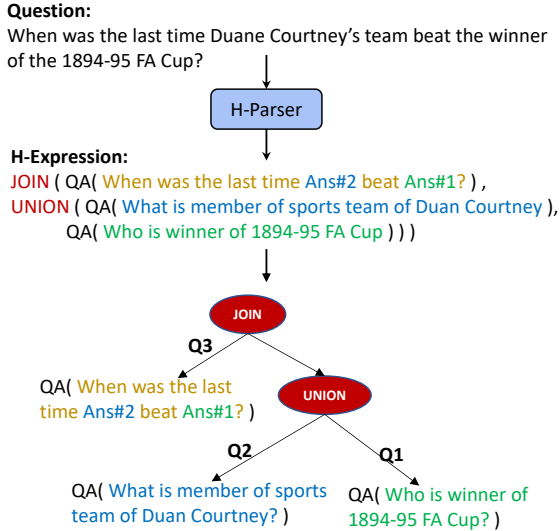 Question:
When was the last time Duane Courtney's team beat the winner
of the 1894-95 FA Cup?
H-Parser
H-Expression:
JOIN ( QA( When was the last time Ans#2 beat Ans#1? ) ,
UNION ( QA( What is member of sports team of Duan Courtney ),
QA( Who is winner of 1894-95 FA Cup ) ) )
JOIN
Q3
QA( When was the last
time Ans#2 beat Ans#1? )
UNION
Q2
Q1
QA( What is member of sports
team of Duan Courtney? )
QA( Who is winner of
1894-95 FA Cup? )